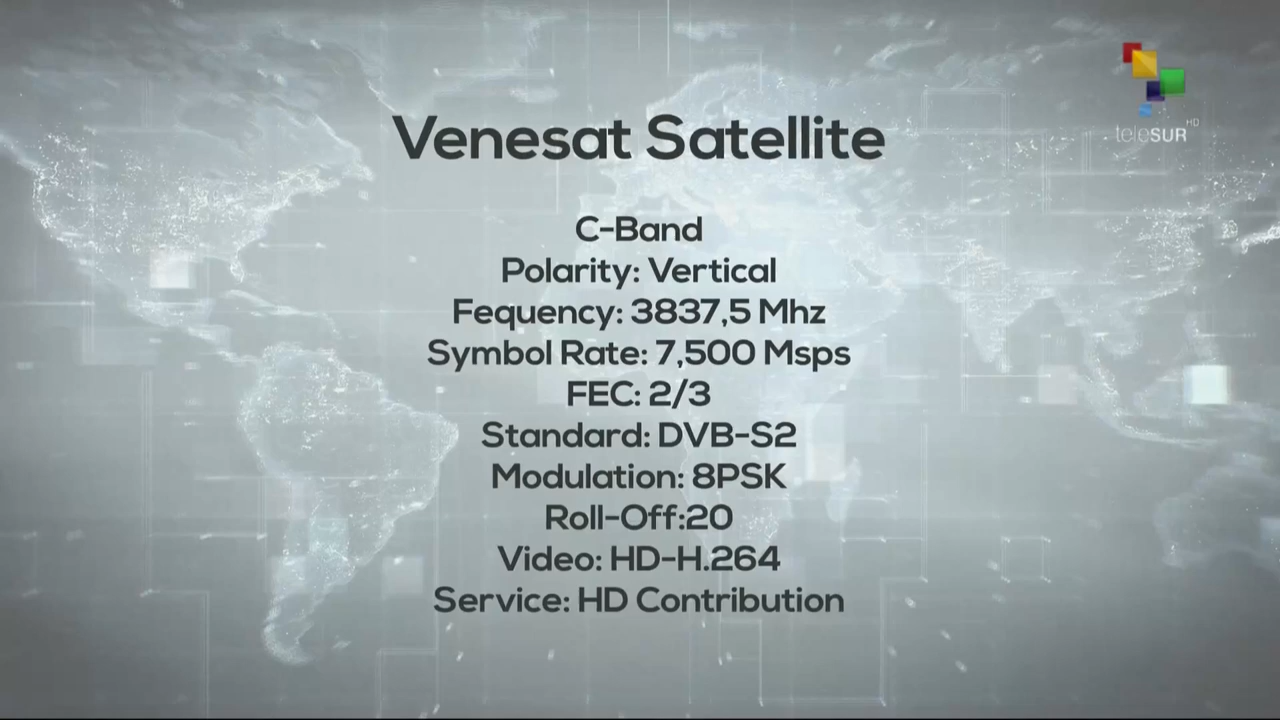 Venesat Satellite
C-Band
Polarity: Vertical
Fequency: 3837,5 Mhz
Symbol Rate: 7,500 Msps
FEC: 2/3
Standard: DVB-S2
Modulation: 8PSK
Roll-Off:20
Video: HD-H.264
Service: HD Contribution
teleSUR HD